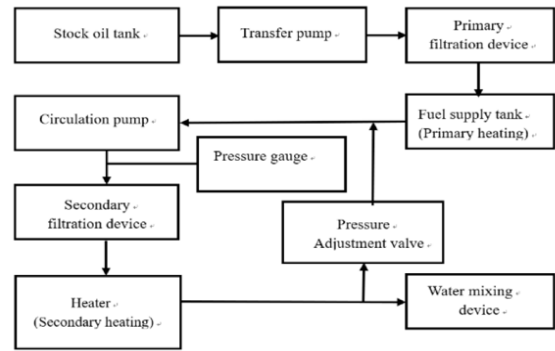 Stock oil tank
Transfer pump
Primary
filtration device
Circulation pump
Fuel supply tank
(Primary heating)
Pressure gauge
Secondary
filtration device
Pressure
Adjustment valve
Heater
(Secondary heating)
Water mixing
device